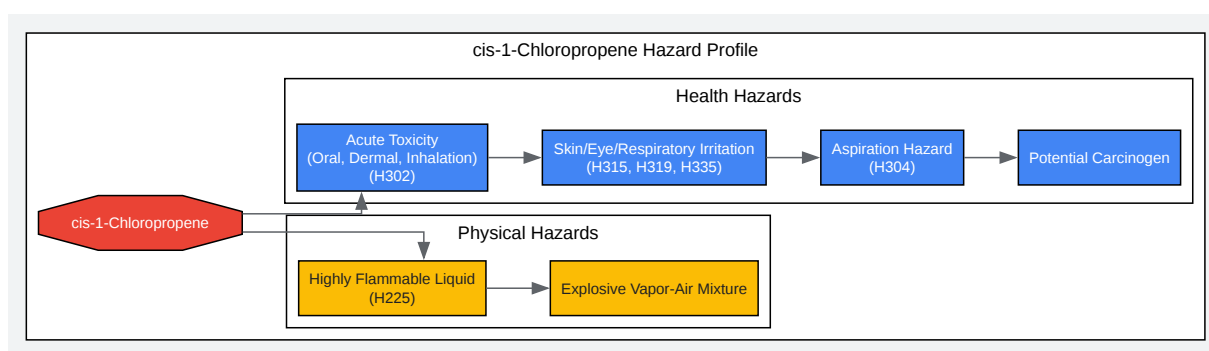 cis-1-Chloropropene Hazard Profile
Health Hazards
Acute Toxicity
(Oral, Dermal, Inhalation)
(H302)
Skin/Eye/Respiratory Irritation
(H315, H319, H335)
Aspiration Hazard
(H304)
Potential Carcinogen
cis-1-Chloropropene
Physical Hazards
Highly Flammable Liquid
(H225)
Explosive Vapor-Air Mixture